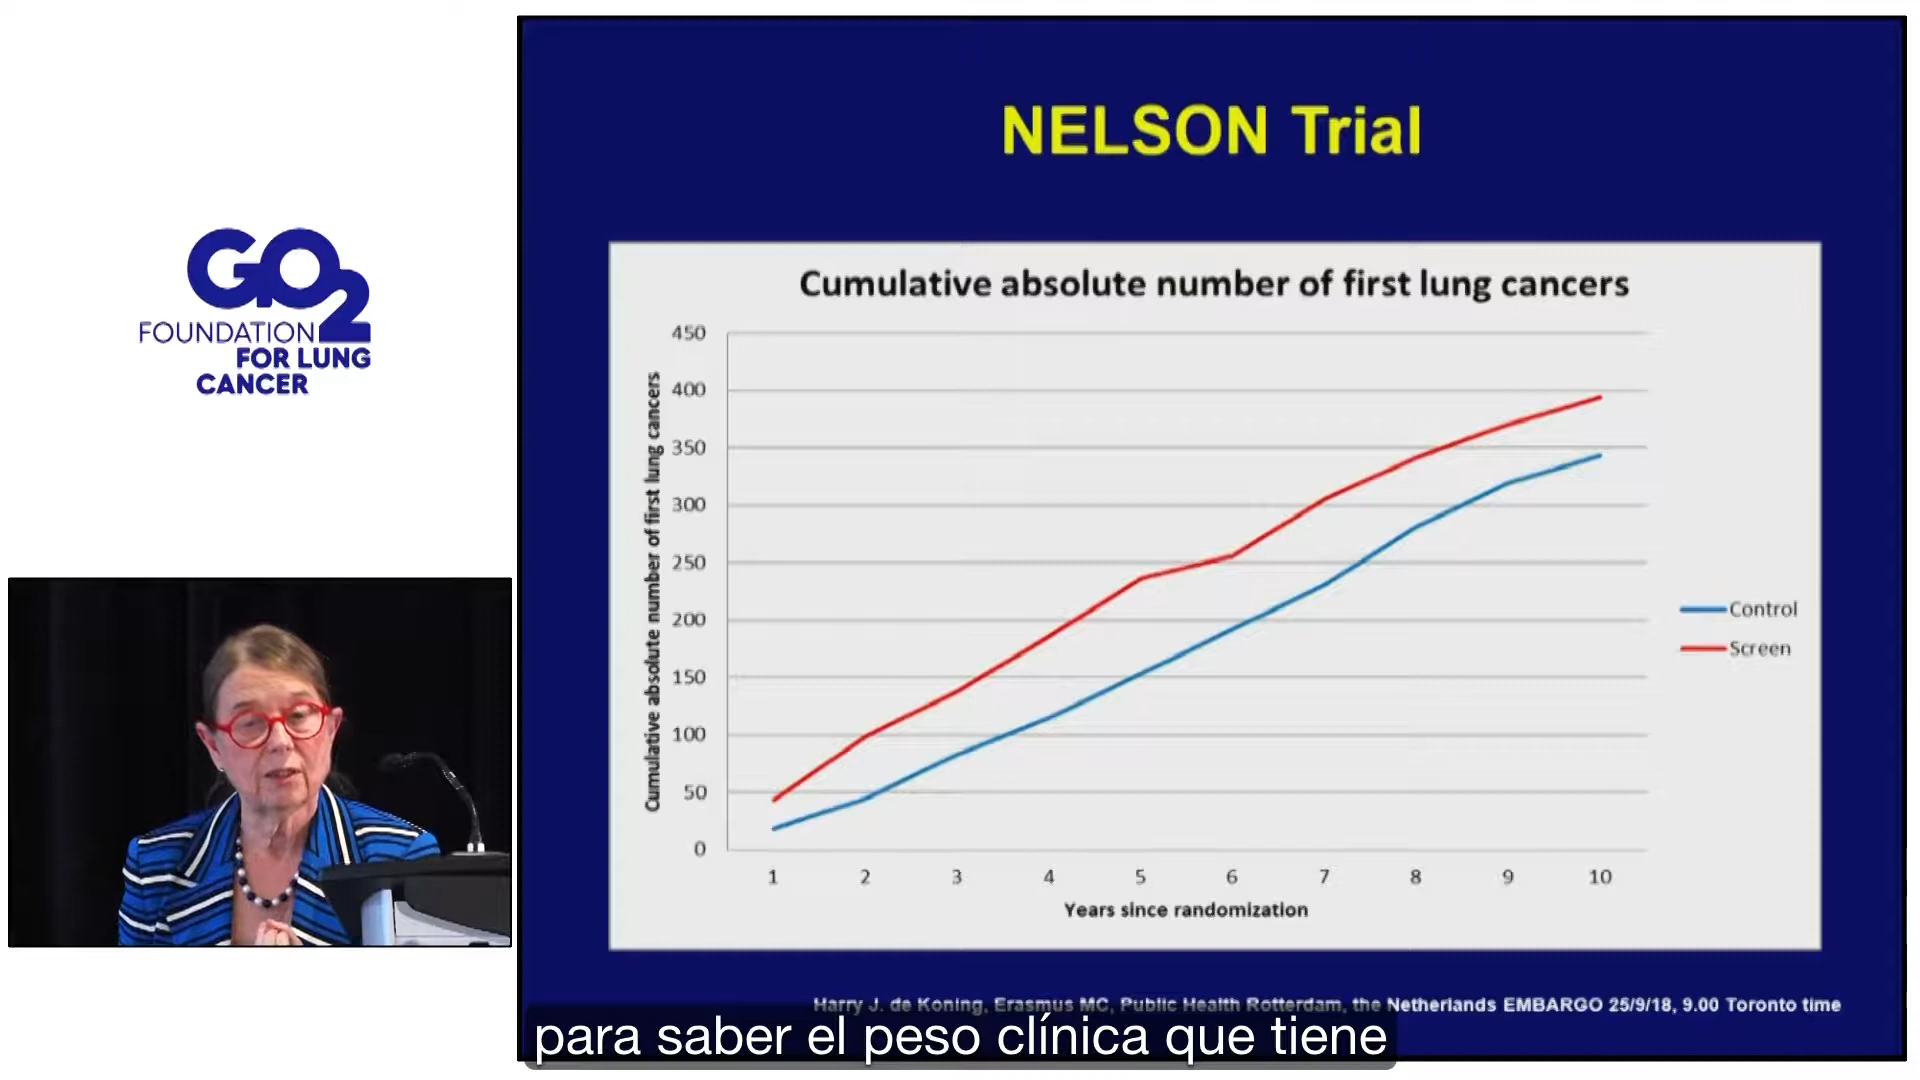 GO2
FOUNDATION
FOR LUNG
CANCER
NELSON Trial
Cumulative absolute number of first lung cancers
Cumulative absolute number of first lung cancers
450
400
350
300
250
200
150
100
50
0
1 2 3 4 5 6 7 8 9 10
Years since randomization
Control
Screen
Harry J. de Koning, Erasmus MC, Public Health Rotterdam, the Netherlands EMBARGO 25/9/18, 9.00 Toronto time
para saber el peso clínica que tiene